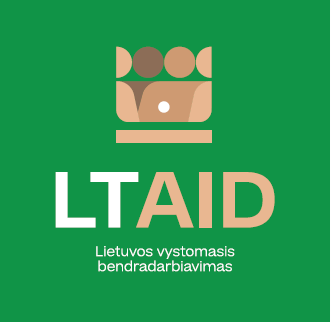 LTAID
Lietuvos vystomasis
bendradarbiavimas